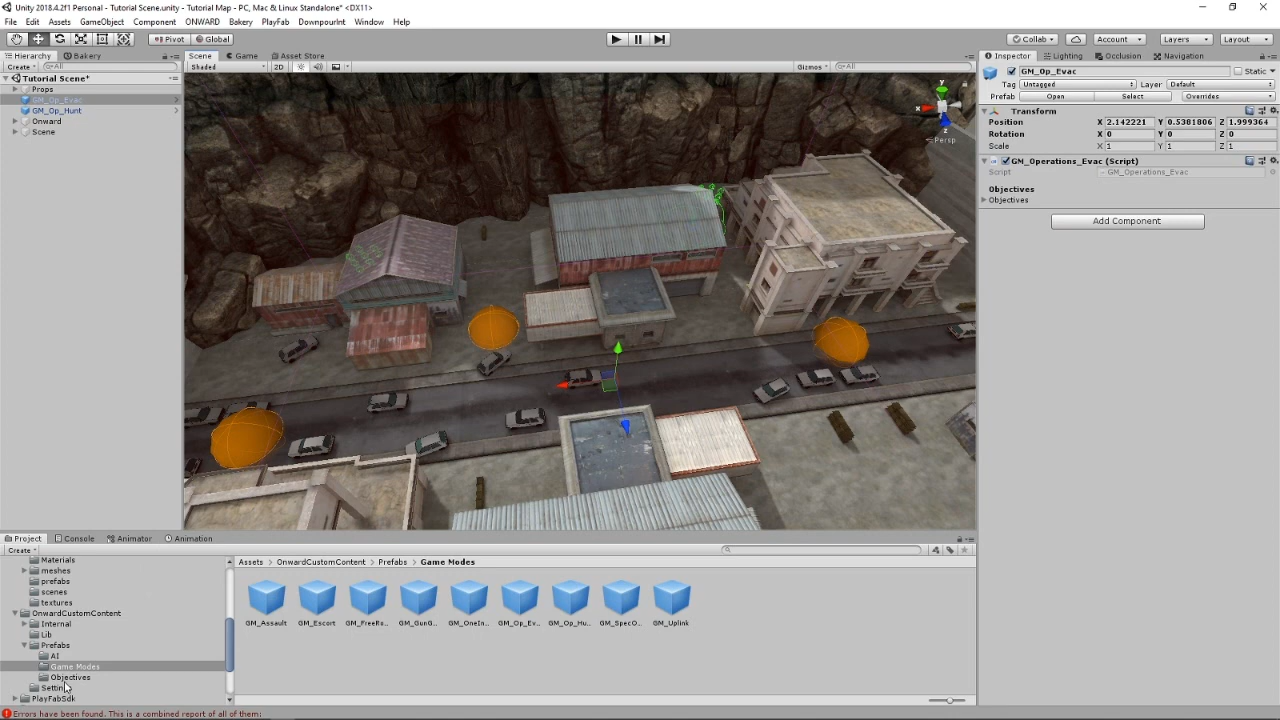 Unity 2018.4.2f1 Personal - Tutorial Scene.unity - Tutorial Map - PC, Mac & Linux Standalone* <DX11>
File Edit Assets GameObject Component ONWARD Bakery PlayFab DownpourInt Window Help
Pivot Global Collab Account Layers Layout
Hierarchy Bakery Scene Game Asset Store Inspector Lighting Occlusion Navigation
Create All Shaded 2D Gizmos All
GM_Op_Evac Static
Tutorial Scene*
Tag Untagged Layer Default
Props
Prefab Open Select Overrides
GM_Op_Evac
GM_Op_Hunt
Transform
Onward
Position X 2.142221 Y 0.5381806 Z 1.999364
Scene
Rotation X 0 Y 0 Z 0
Scale X 1 Y 1 Z 1
y
x
z
Persp
GM_Operations_Evac (Script)
Script GM_Operations_Evac
Objectives
Objectives
Add Component
Project Console Animator Animation
Create
Materials
Assets OnwardCustomContent Prefabs Game Modes
meshes
prefabs
scenes
textures
OnwardCustomContent
Internal
GM_Assault GM_Escort GM_FreeRo... GM_GunG... GM_OneIn... GM_Op_Ev... GM_Op_Hu... GM_SpecO... GM_Uplink
Lib
Prefabs
AI
Game Modes
Objectives
PlayFabSdk
Errors have been found. This is a combined report of all of them: